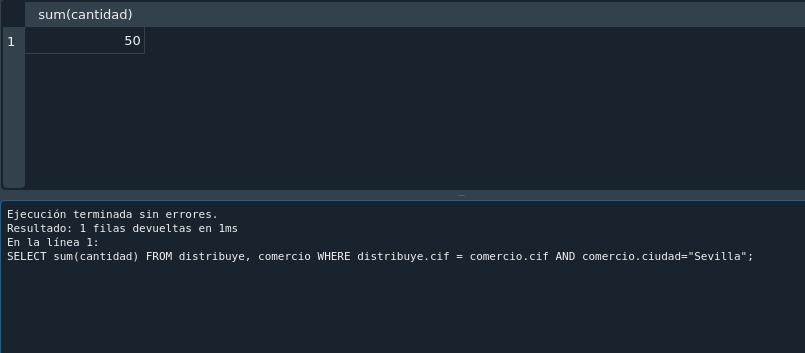 sum(cantidad)
1 50
Ejecución terminada sin errores.
Resultado: 1 filas devueltas en 1ms
En la línea 1:
SELECT sum(cantidad) FROM distribuye, comercio WHERE distribuye.cif = comercio.cif AND comercio.ciudad="Sevilla";